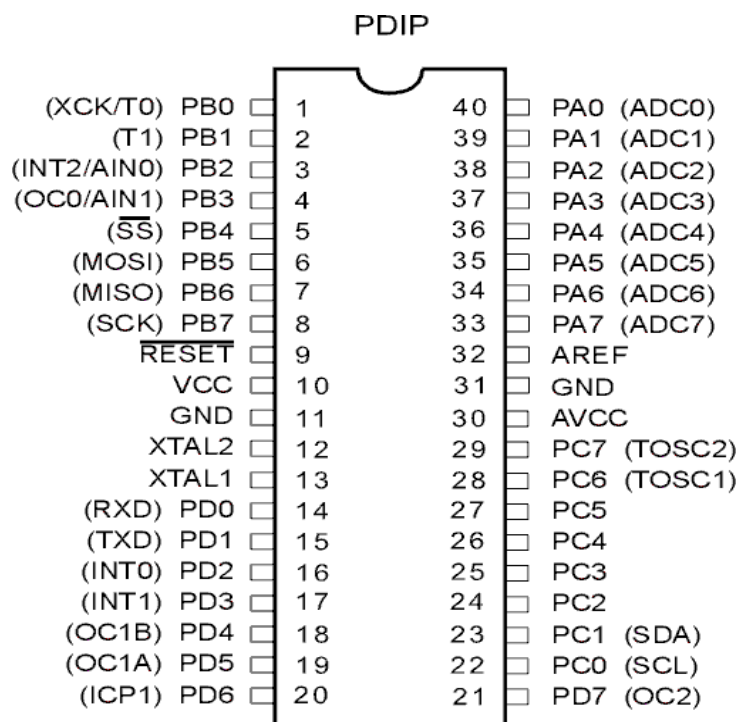 PDIP
(XCK/T0) PB0 1 40 PA0 (ADC0)
(T1) PB1 2 39 PA1 (ADC1)
(INT2/AIN0) PB2 3 38 PA2 (ADC2)
(OC0/AIN1) PB3 4 37 PA3 (ADC3)
(SS) PB4 5 36 PA4 (ADC4)
(MOSI) PB5 6 35 PA5 (ADC5)
(MISO) PB6 7 34 PA6 (ADC6)
(SCK) PB7 8 33 PA7 (ADC7)
RESET 9 32 AREF
VCC 10 31 GND
GND 11 30 AVCC
XTAL2 12 29 PC7 (TOSC2)
XTAL1 13 28 PC6 (TOSC1)
(RXD) PD0 14 27 PC5
(TXD) PD1 15 26 PC4
(INT0) PD2 16 25 PC3
(INT1) PD3 17 24 PC2
(OC1B) PD4 18 23 PC1 (SDA)
(OC1A) PD5 19 22 PC0 (SCL)
(ICP1) PD6 20 21 PD7 (OC2)